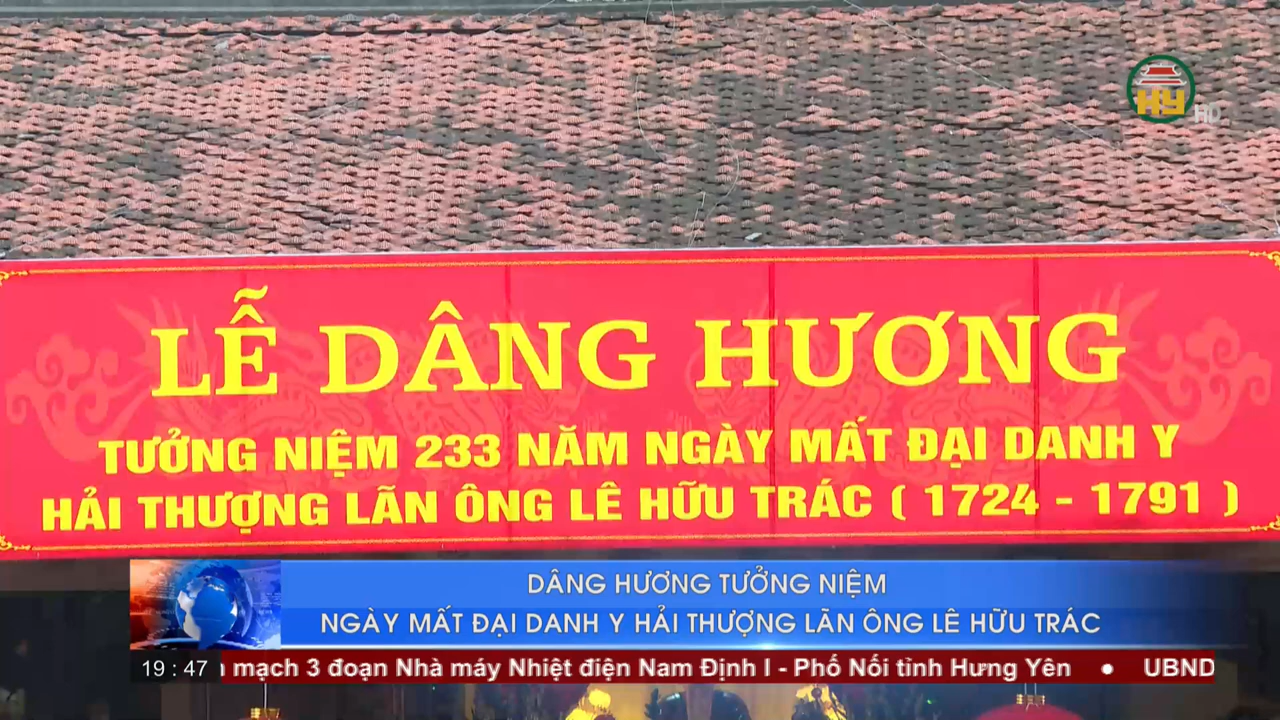 HY HD
LỄ DÂNG HƯƠNG
TƯỞNG NIỆM 233 NĂM NGÀY MẤT ĐẠI DANH Y
HẢI THƯỢNG LÃN ÔNG LÊ HỮU TRÁC ( 1724 - 1791 )
DÂNG HƯƠNG TƯỞNG NIỆM
NGÀY MẤT ĐẠI DANH Y HẢI THƯỢNG LÃN ÔNG LÊ HỮU TRÁC
19 : 47 mạch 3 đoạn Nhà máy Nhiệt điện Nam Định I - Phố Nối tỉnh Hưng Yên • UBND